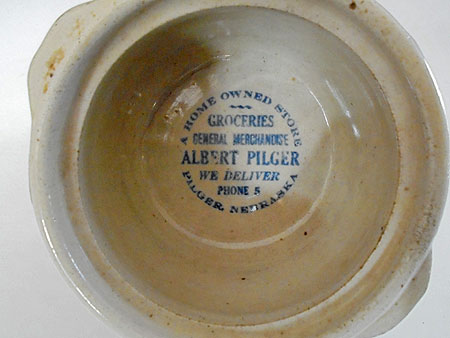 A HOME OWNED STORE
GROCERIES
GENERAL MERCHANDISE
ALBERT PILGER
WE DELIVER
PHONE 5
PILGER, NEBRASKA